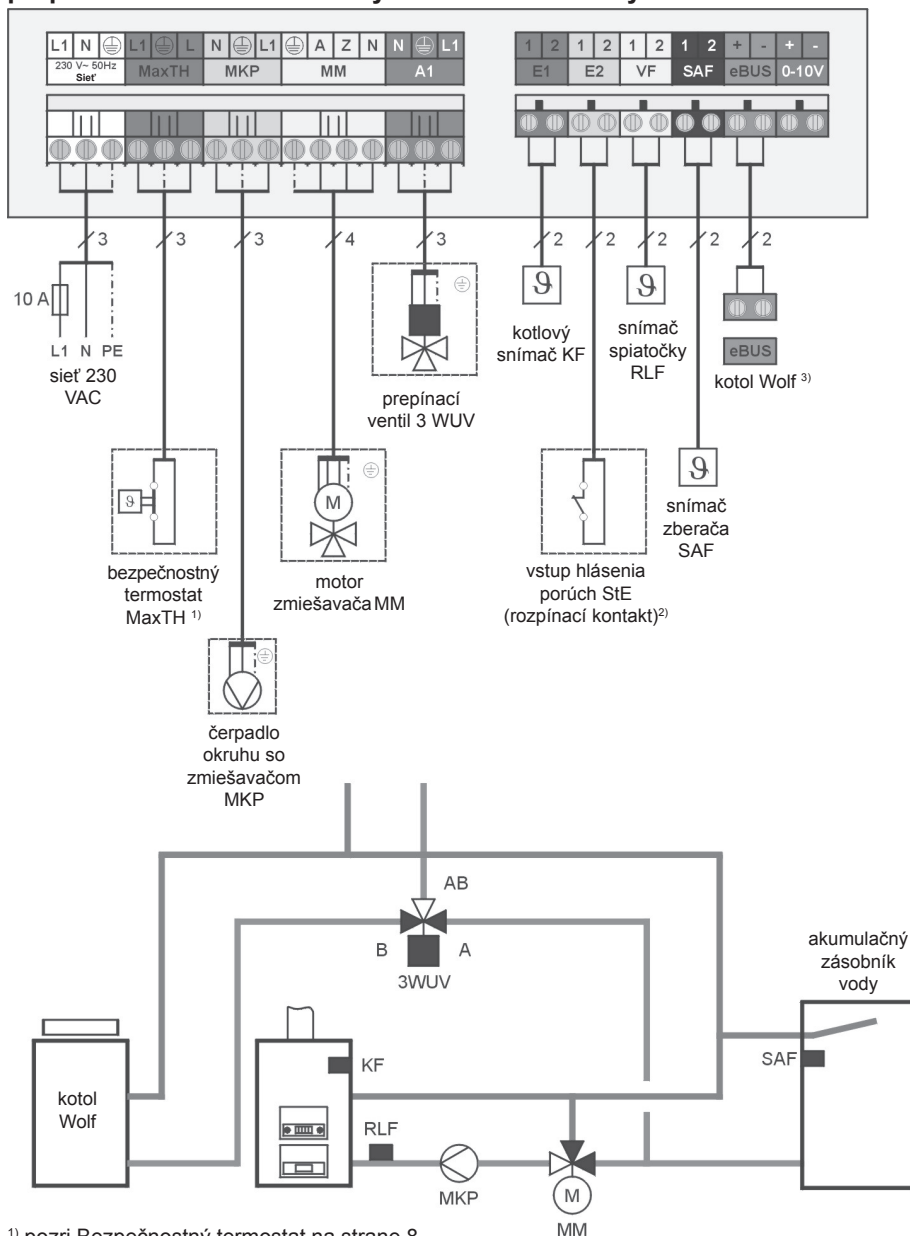 L1 N L1 L N L1 A Z N N L1
230 V~ 50Hz
Sieť
MaxTH MKP MM A1
1 2 1 2 1 2 1 2 + - + -
E1 E2 VF SAF eBUS 0-10V
3 3 3 4 3 2 2 2 2 2
10 A
L1 N PE
sieť 230
VAC
bezpečnostný
termostat
MaxTH 1)
čerpadlo
okruhu so
zmiešavačom
MKP
M
motor
zmiešavača MM
prepínací
ventil 3 WUV
ϑ
kotlový
snímač KF
vstup hlásenia
porúch StE
(rozpínací kontakt)2)
ϑ
snímač
spiatočky
RLF
ϑ
snímač
zberača
SAF
eBUS
kotol Wolf 3)
AB
B A
3WUV
akumulačný
zásobník
vody
SAF
KF
kotol
Wolf
RLF
MKP
M
MM